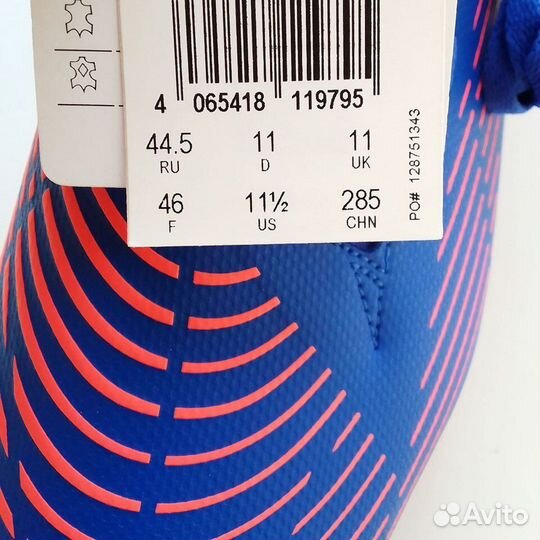 4 065418 119795
44.5 11 11
RU D UK
46 11½ 285
F US CHN
PO# 128751343
Avito